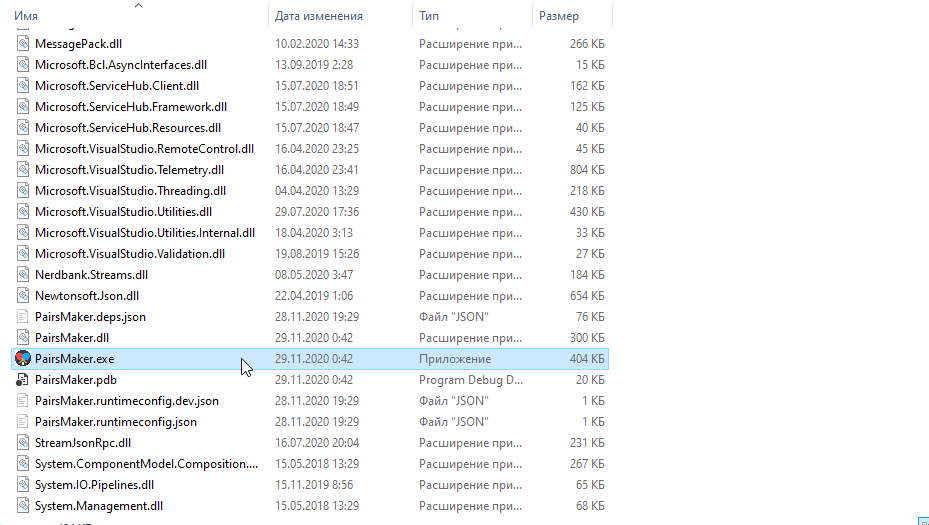 Имя Дата изменения Тип Размер
MessagePack.dll 10.02.2020 14:33 Расширение при... 266 КБ
Microsoft.Bcl.AsyncInterfaces.dll 13.09.2019 2:28 Расширение при... 15 КБ
Microsoft.ServiceHub.Client.dll 15.07.2020 18:51 Расширение при... 162 КБ
Microsoft.ServiceHub.Framework.dll 15.07.2020 18:49 Расширение при... 125 КБ
Microsoft.ServiceHub.Resources.dll 15.07.2020 18:47 Расширение при... 40 КБ
Microsoft.VisualStudio.RemoteControl.dll 16.04.2020 23:25 Расширение при... 45 КБ
Microsoft.VisualStudio.Telemetry.dll 16.04.2020 23:41 Расширение при... 804 КБ
Microsoft.VisualStudio.Threading.dll 04.04.2020 13:29 Расширение при... 218 КБ
Microsoft.VisualStudio.Utilities.dll 29.07.2020 17:36 Расширение при... 430 КБ
Microsoft.VisualStudio.Utilities.Internal.dll 18.04.2020 3:13 Расширение при... 33 КБ
Microsoft.VisualStudio.Validation.dll 19.08.2019 15:26 Расширение при... 27 КБ
Nerdbank.Streams.dll 08.05.2020 3:47 Расширение при... 184 КБ
Newtonsoft.Json.dll 22.04.2019 1:06 Расширение при... 654 КБ
PairsMaker.deps.json 28.11.2020 19:29 Файл "JSON" 76 КБ
PairsMaker.dll 29.11.2020 0:42 Расширение при... 300 КБ
PairsMaker.exe 29.11.2020 0:42 Приложение 404 КБ
PairsMaker.pdb 29.11.2020 0:42 Program Debug D... 20 КБ
PairsMaker.runtimeconfig.dev.json 28.11.2020 19:29 Файл "JSON" 1 КБ
PairsMaker.runtimeconfig.json 28.11.2020 19:29 Файл "JSON" 1 КБ
StreamJsonRpc.dll 16.07.2020 20:04 Расширение при... 231 КБ
System.ComponentModel.Composition.... 15.05.2018 13:29 Расширение при... 267 КБ
System.IO.Pipelines.dll 15.11.2019 8:56 Расширение при... 65 КБ
System.Management.dll 15.05.2018 13:29 Расширение при... 68 КБ